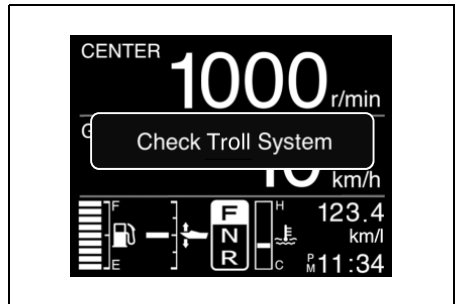 CENTER
1000 r/min
G
Check Troll System
km/h
F
E
F
N
R
H
C
123.4
km/l
PM 11:34